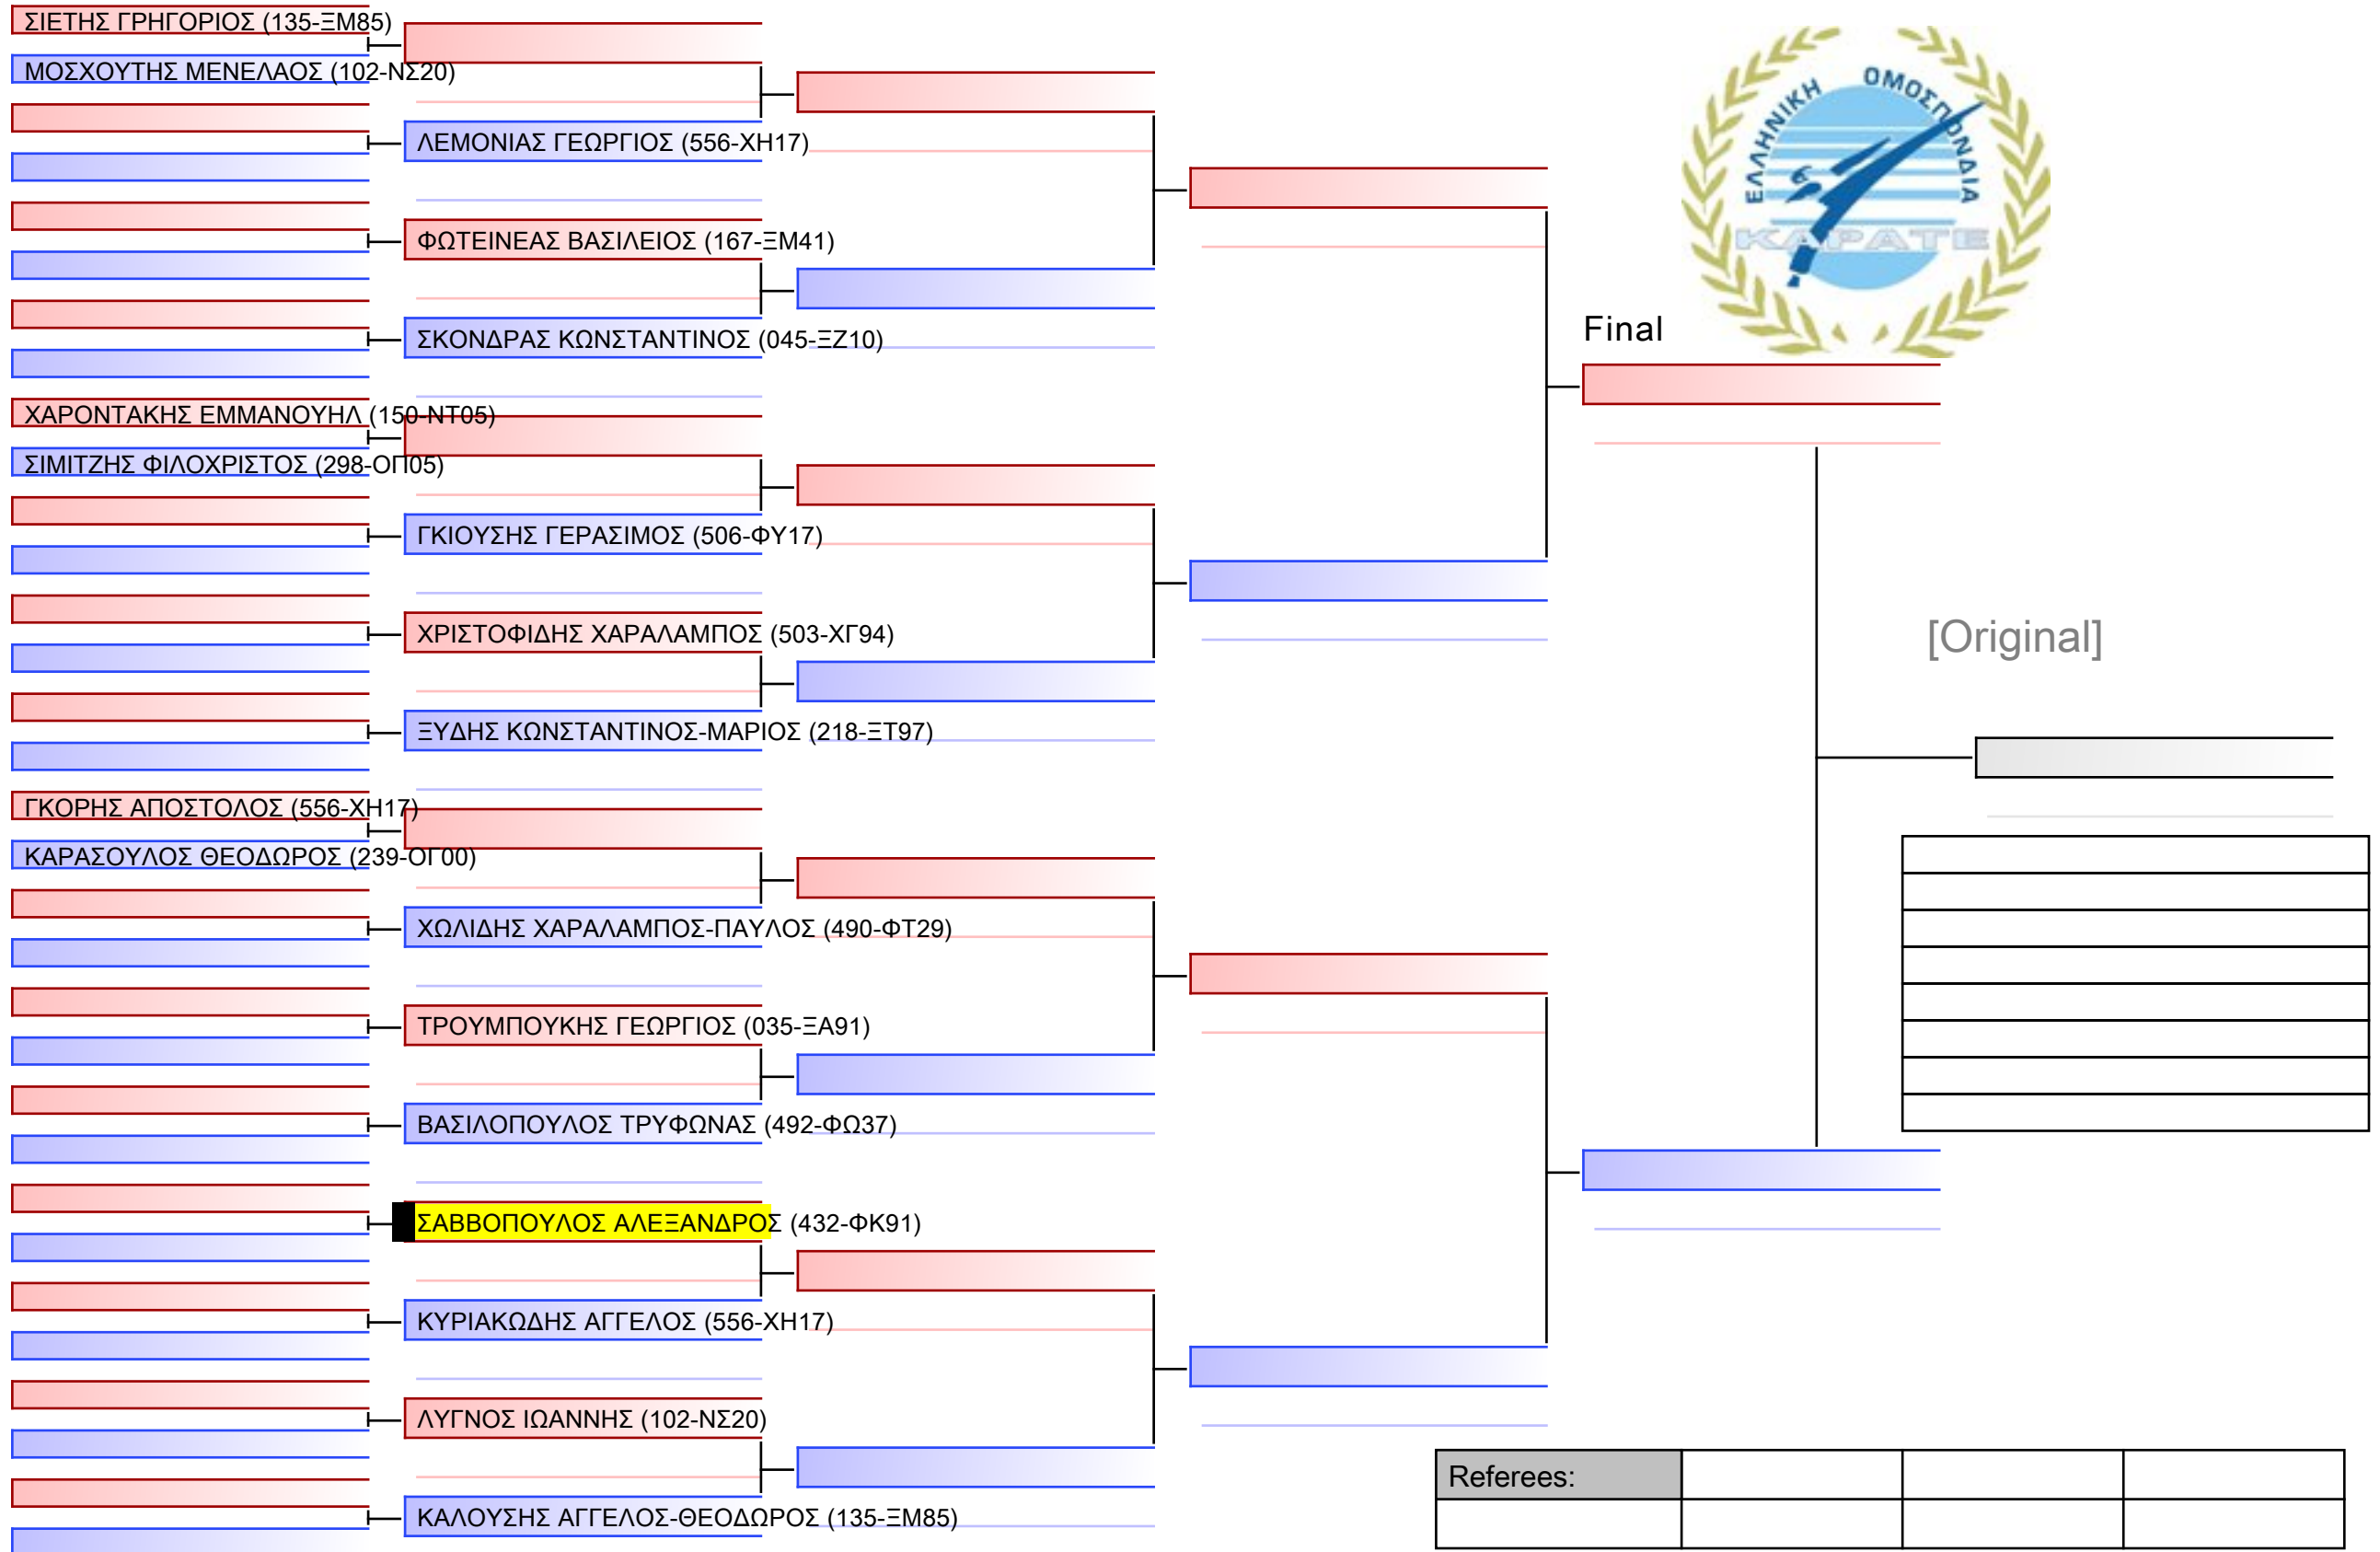 ΣΙΕΤΗΣ ΓΡΗΓΟΡΙΟΣ (135-ΞΜ85)
ΜΟΣΧΟΥΤΗΣ ΜΕΝΕΛΑΟΣ (102-ΝΣ20)
ΛΕΜΟΝΙΑΣ ΓΕΩΡΓΙΟΣ (556-ΧΗ17)
ΦΩΤΕΙΝΕΑΣ ΒΑΣΙΛΕΙΟΣ (167-ΞΜ41)
ΣΚΟΝΔΡΑΣ ΚΩΝΣΤΑΝΤΙΝΟΣ (045-ΞΖ10)
ΧΑΡΟΝΤΑΚΗΣ ΕΜΜΑΝΟΥΗΛ (150-ΝΤ05)
ΣΙΜΙΤΖΗΣ ΦΙΛΟΧΡΙΣΤΟΣ (298-ΟΠ05)
ΓΚΙΟΥΣΗΣ ΓΕΡΑΣΙΜΟΣ (506-ΦΥ17)
ΧΡΙΣΤΟΦΙΔΗΣ ΧΑΡΑΛΑΜΠΟΣ (503-ΧΓ94)
ΞΥΔΗΣ ΚΩΝΣΤΑΝΤΙΝΟΣ-ΜΑΡΙΟΣ (218-ΞΤ97)
ΓΚΟΡΗΣ ΑΠΟΣΤΟΛΟΣ (556-ΧΗ17)
ΚΑΡΑΣΟΥΛΟΣ ΘΕΟΔΩΡΟΣ (239-ΟΓ00)
ΧΩΛΙΔΗΣ ΧΑΡΑΛΑΜΠΟΣ-ΠΑΥΛΟΣ (490-ΦΤ29)
ΤΡΟΥΜΠΟΥΚΗΣ ΓΕΩΡΓΙΟΣ (035-ΞΑ91)
ΒΑΣΙΛΟΠΟΥΛΟΣ ΤΡΥΦΩΝΑΣ (492-ΦΩ37)
ΣΑΒΒΟΠΟΥΛΟΣ ΑΛΕΞΑΝΔΡΟΣ (432-ΦΚ91)
ΚΥΡΙΑΚΩΔΗΣ ΑΓΓΕΛΟΣ (556-ΧΗ17)
ΛΥΓΝΟΣ ΙΩΑΝΝΗΣ (102-ΝΣ20)
ΚΑΛΟΥΣΗΣ ΑΓΓΕΛΟΣ-ΘΕΟΔΩΡΟΣ (135-ΞΜ85)
ΕΛΛΗΝΙΚΗ ΟΜΟΣΠΟΝΔΙΑ
ΚΑΡΑΤΕ
Final
[Original]
Referees: